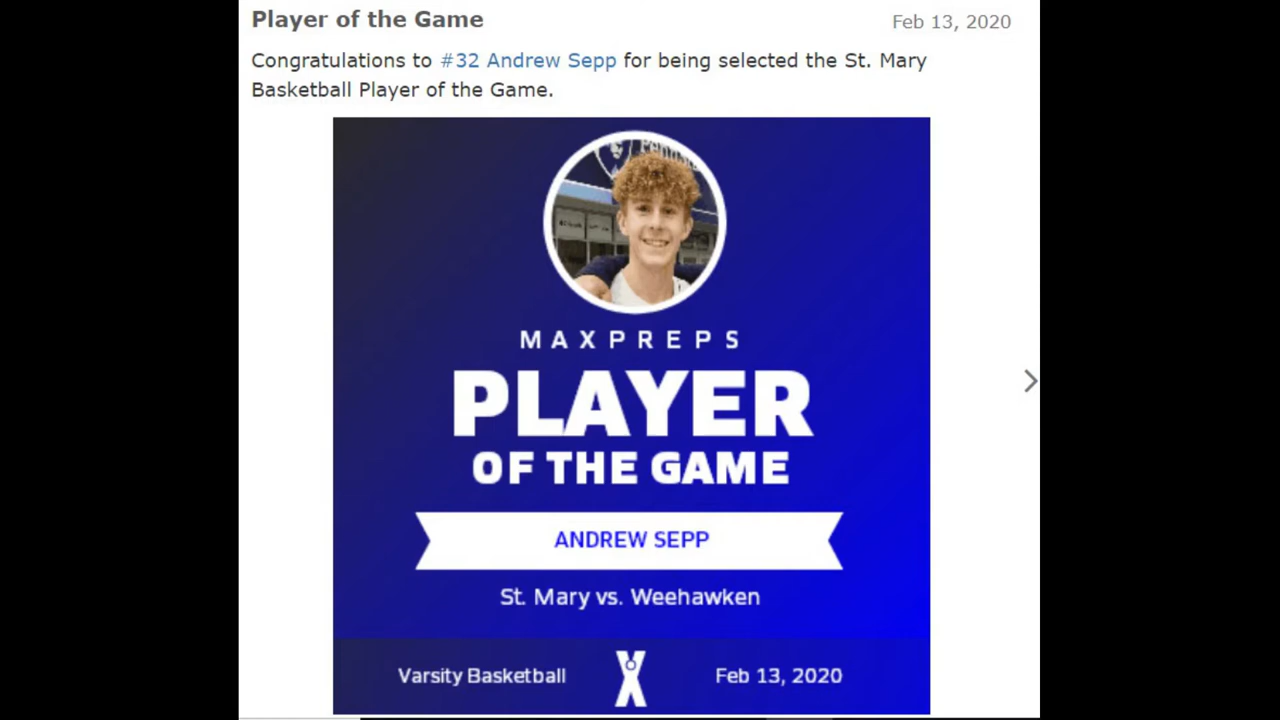 Player of the Game
Feb 13, 2020
Congratulations to #32 Andrew Sepp for being selected the St. Mary
Basketball Player of the Game.
MAXPREPS
PLAYER
OF THE GAME
ANDREW SEPP
St. Mary vs. Weehawken
Varsity Basketball
Feb 13, 2020